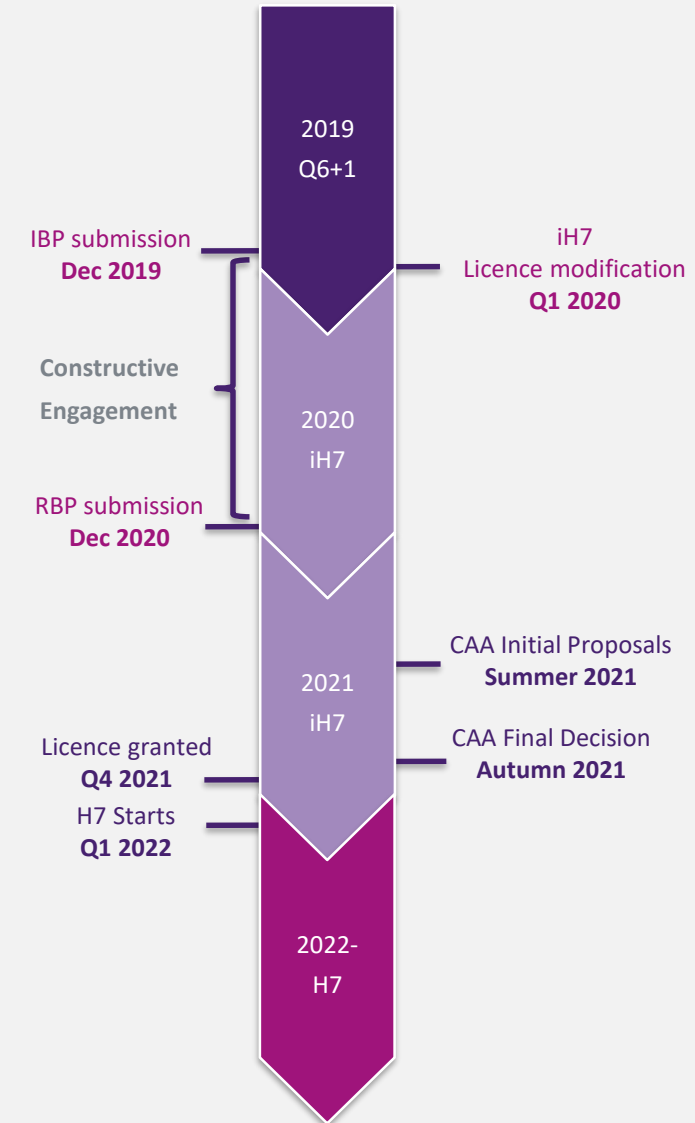 2019
Q6+1
IBP submission
Dec 2019
iH7
Licence modification
Q1 2020
Constructive
Engagement
2020
iH7
RBP submission
Dec 2020
2021
iH7
CAA Initial Proposals
Summer 2021
CAA Final Decision
Autumn 2021
Licence granted
Q4 2021
H7 Starts
Q1 2022
2022-
H7